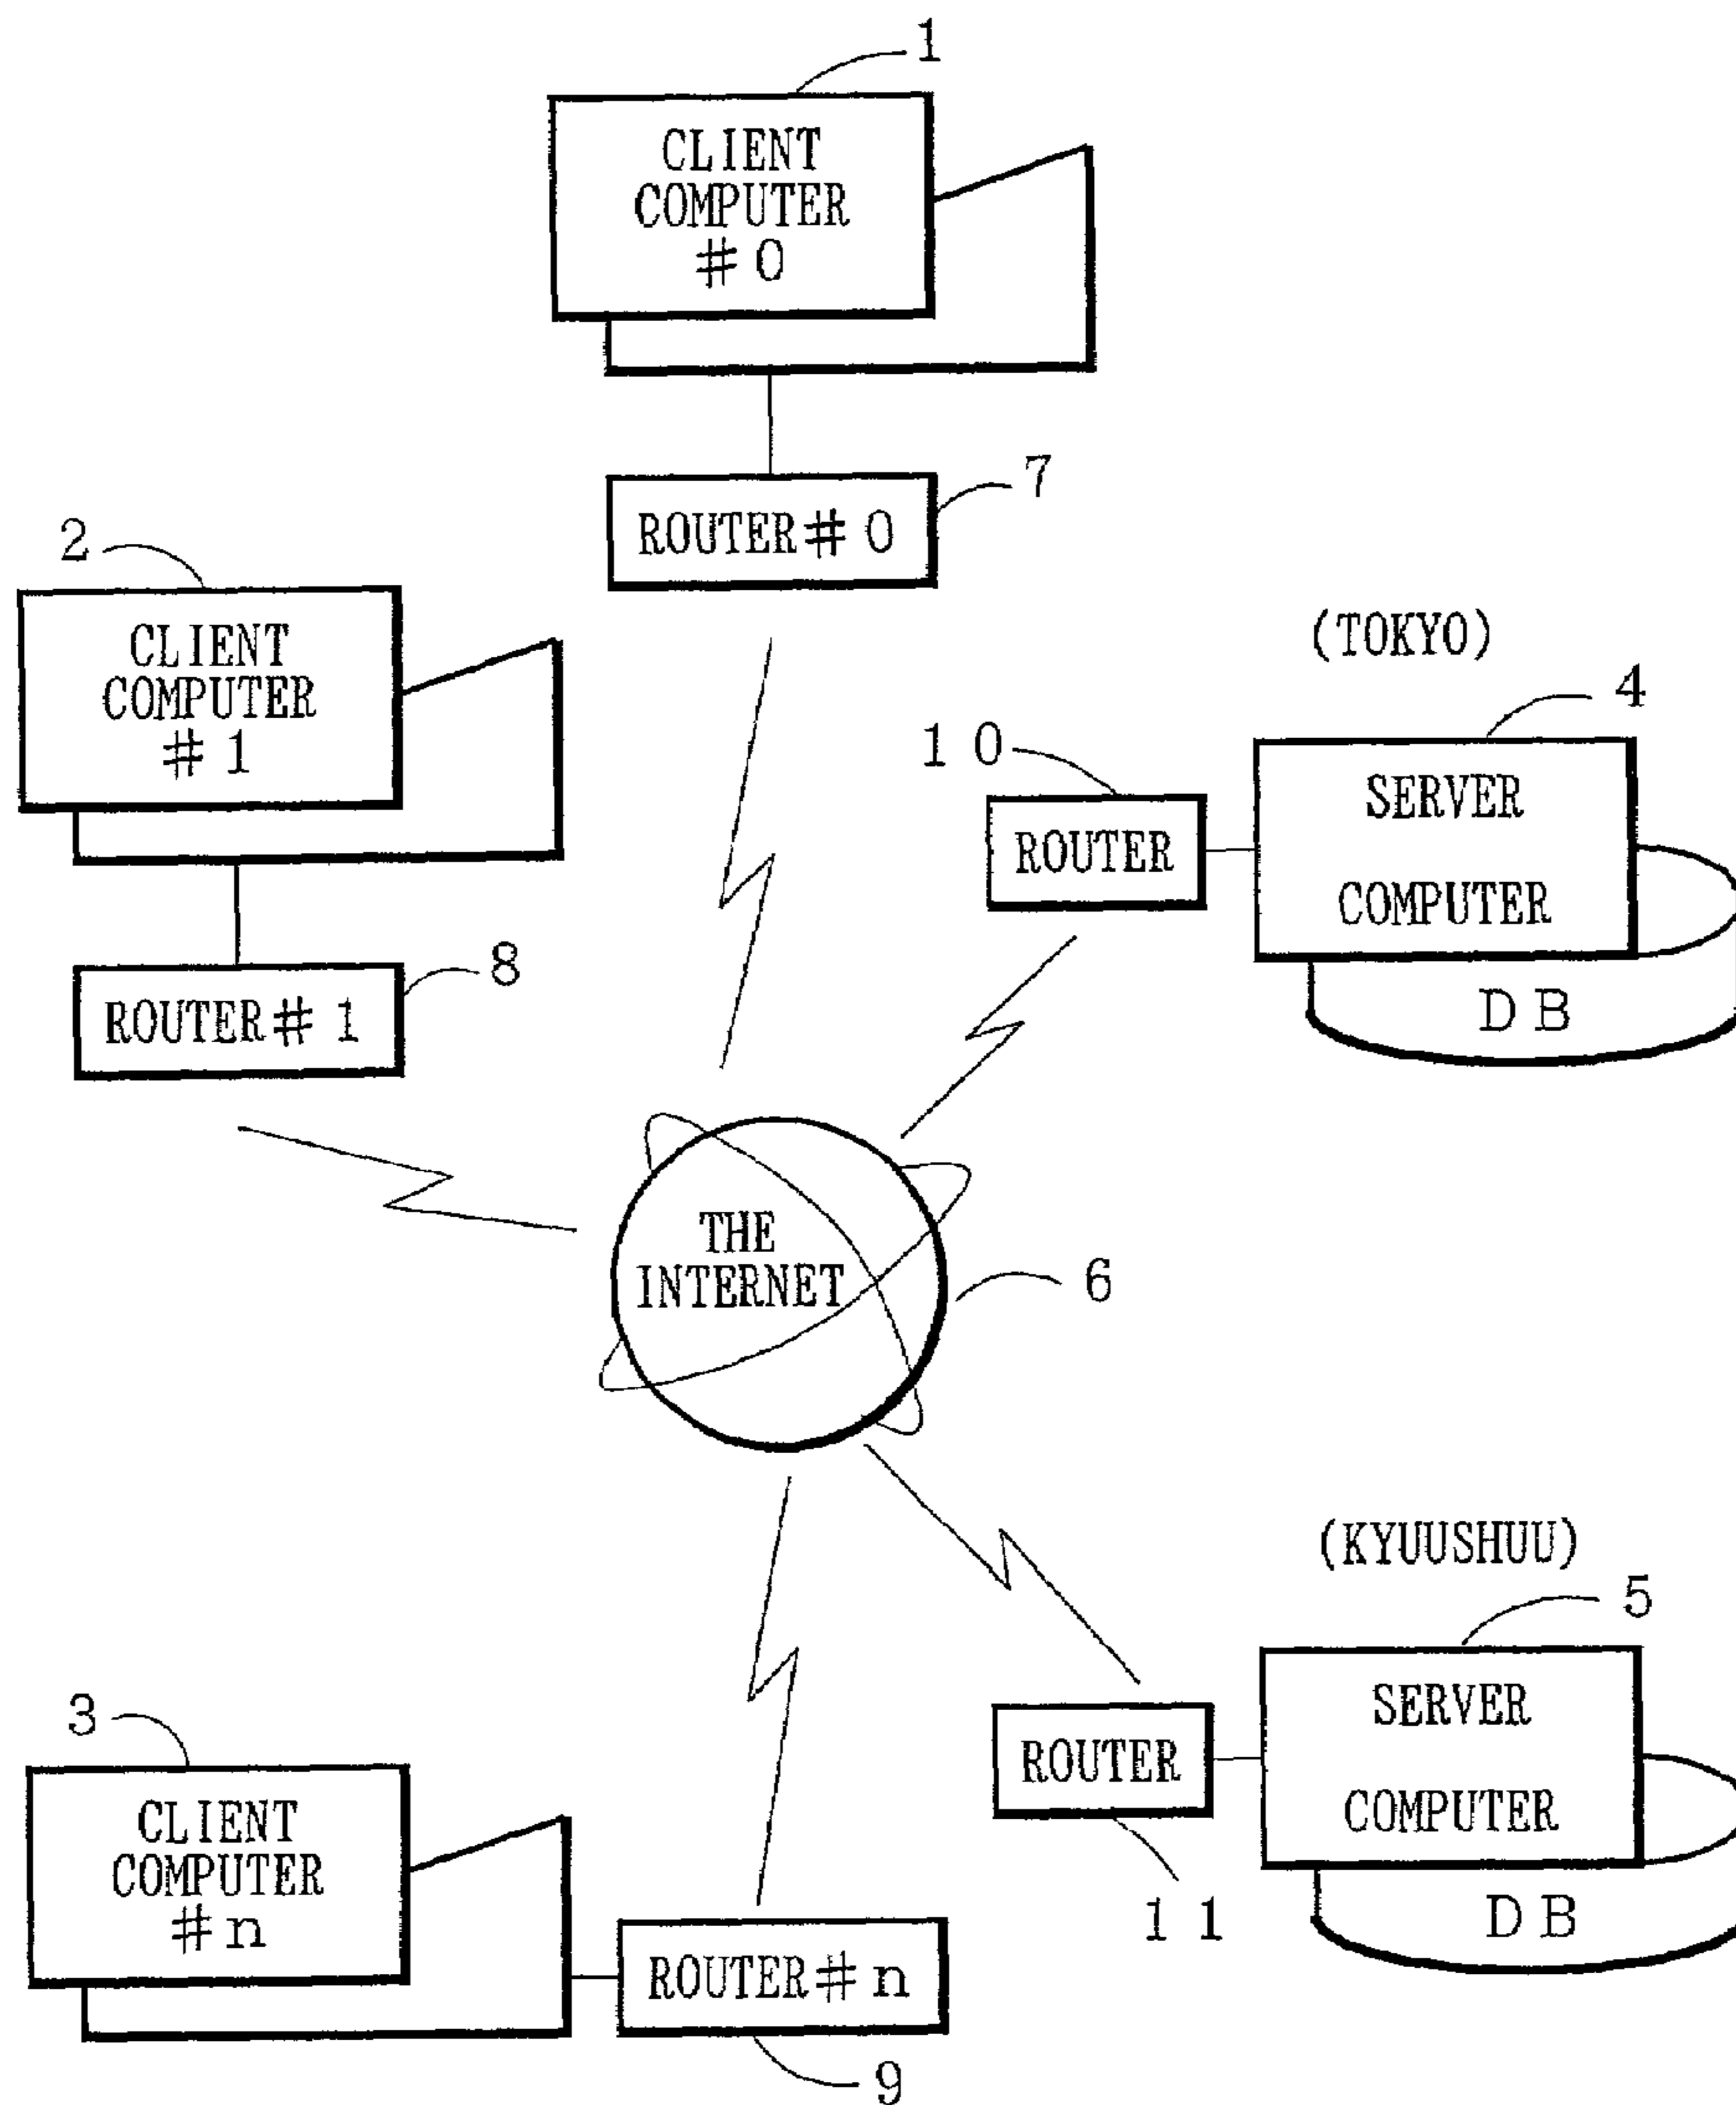 1
CLIENT
COMPUTER
#0
7
ROUTER#0
2
CLIENT
COMPUTER
#1
(TOKYO)
4
10
SERVER
ROUTER
COMPUTER
8
ROUTER#1
DB
THE
INTERNET
6
(KYUUSHUU)
5
3
SERVER
ROUTER
CLIENT
COMPUTER
COMPUTER
#n
11
DB
ROUTER#n
9